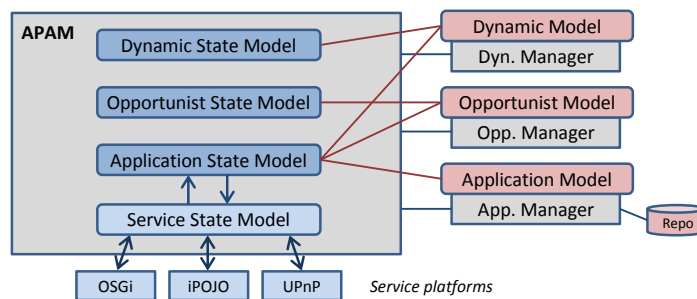 APAM
Dynamic State Model
Opportunist State Model
Application State Model
Service State Model
Dynamic Model
Dyn. Manager
Opportunist Model
Opp. Manager
Application Model
App. Manager
Repo
OSGi
iPOJO
UPnP
Service platforms